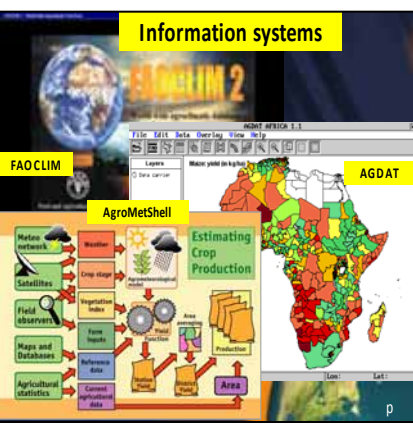 Information systems
FAOCLIM 2
FAOCLIM
AGDAT AFRICA 1.1
File Edit Data Overlay View Help
Layers
Data carrier
Maize: yield (in kg/ha)
AGDAT
AgroMetShell
Meteo
network
Satellites
Field
observers
Maps and
Databases
Agricultural
statistics
Weather
Crop stage
Vegetation
index
Farm
inputs
Reference
data
Current
agricultural
data
Agrometeorological
model
Estimating
Crop
Production
Yield
Function
Area
averaging
Station
Yield
District
Yield
Production
Area
Lon:
Lat:
p